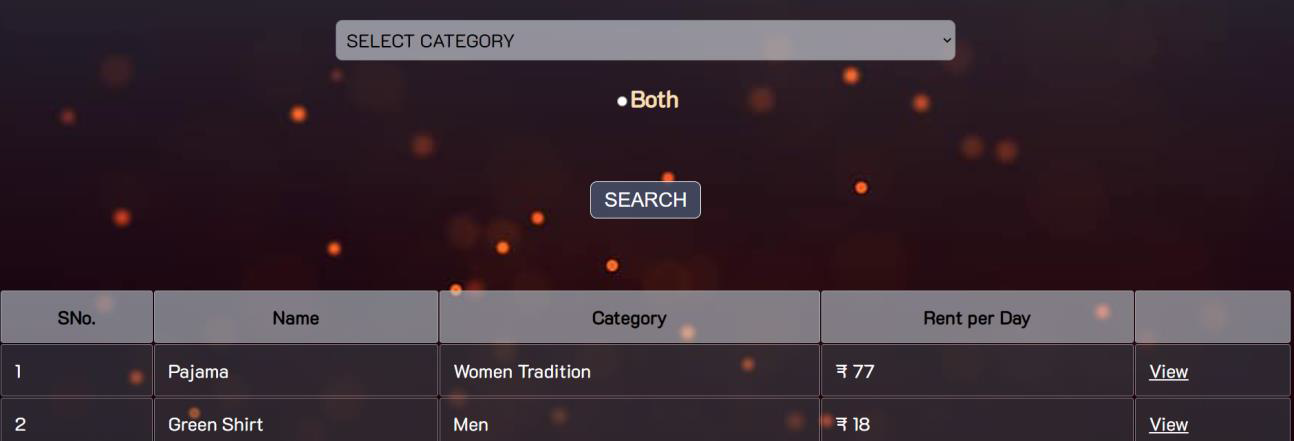 SELECT CATEGORY
Both
SEARCH
SNo. Name Category Rent per Day
1 Pajama Women Tradition ₹ 77 View
2 Green Shirt Men ₹ 18 View